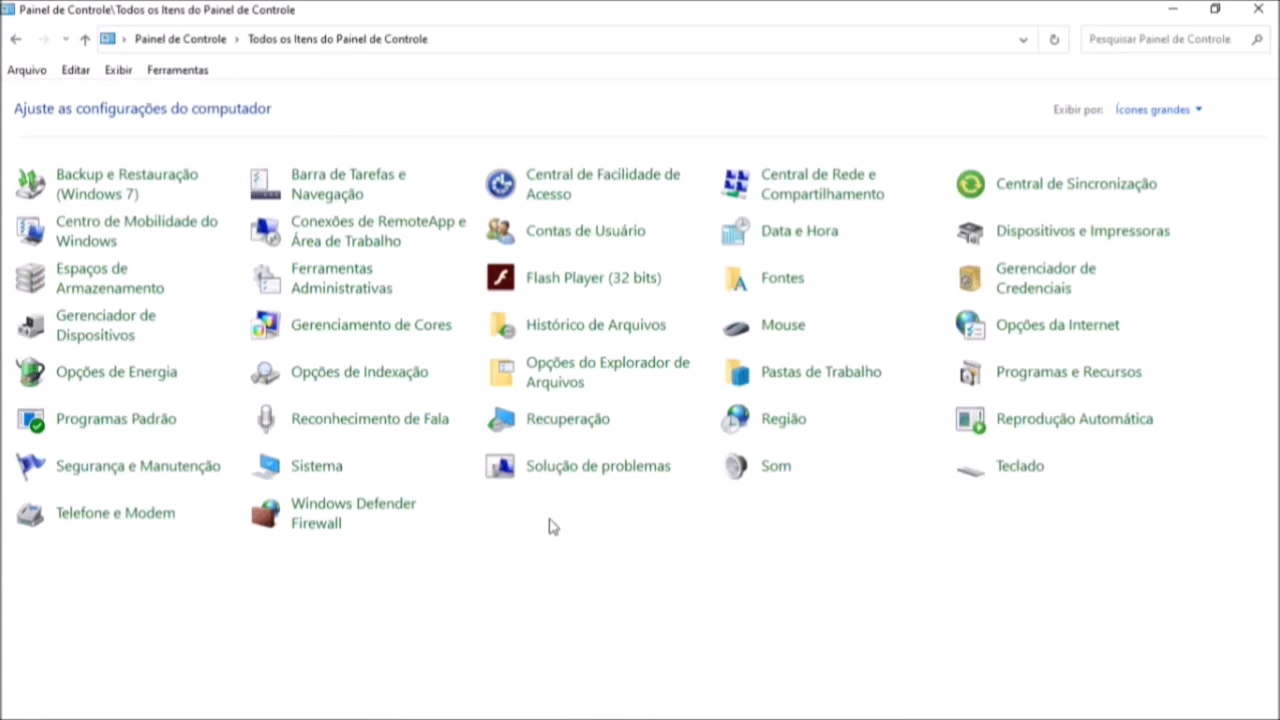 Painel de Controle\Todos os Itens do Painel de Controle
Painel de Controle › Todos os Itens do Painel de Controle
Pesquisar Painel de Controle
Arquivo Editar Exibir Ferramentas
Ajuste as configurações do computador
Exibir por: Ícones grandes
Backup e Restauração
(Windows 7)
Barra de Tarefas e
Navegação
Central de Facilidade de
Acesso
Central de Rede e
Compartilhamento
Central de Sincronização
Centro de Mobilidade do
Windows
Conexões de RemoteApp e
Área de Trabalho
Contas de Usuário
Data e Hora
Dispositivos e Impressoras
Espaços de
Armazenamento
Ferramentas
Administrativas
Flash Player (32 bits)
Fontes
Gerenciador de
Credenciais
Gerenciador de
Dispositivos
Gerenciamento de Cores
Histórico de Arquivos
Mouse
Opções da Internet
Opções de Energia
Opções de Indexação
Opções do Explorador de
Arquivos
Pastas de Trabalho
Programas e Recursos
Programas Padrão
Reconhecimento de Fala
Recuperação
Região
Reprodução Automática
Segurança e Manutenção
Sistema
Solução de problemas
Som
Teclado
Telefone e Modem
Windows Defender
Firewall